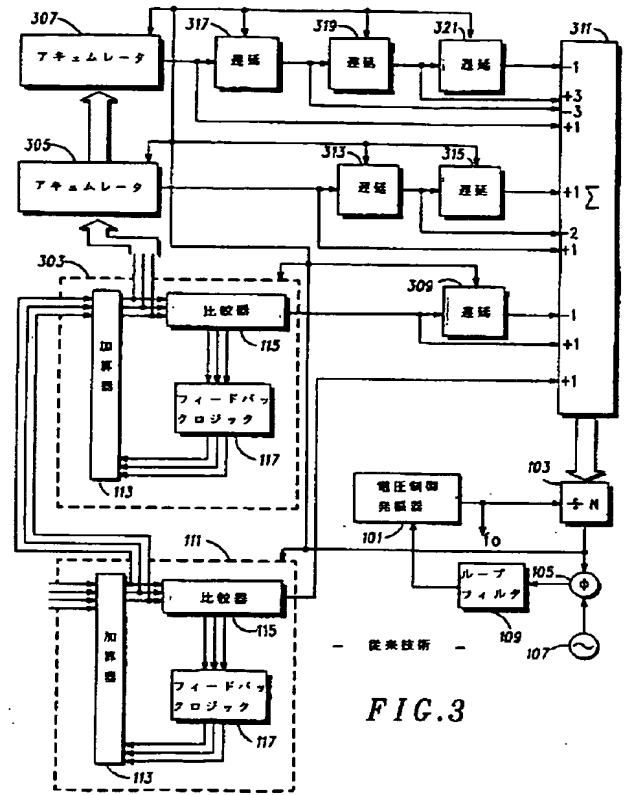 307
317
319
321
311
アキュムレータ
遅延
遅延
遅延
-1
+3
-3
+1
305
313
315
アキュムレータ
遅延
遅延
+1
Σ
-2
+1
303
309
加算器
比較器
遅延
-1
115
+1
フィードバックロジック
+1
117
113
電圧制御発振器
103
÷N
101
fo
111
ループフィルタ
105
Φ
加算器
比較器
109
115
107
- 従来技術 -
フィードバックロジック
FIG.3
117
113